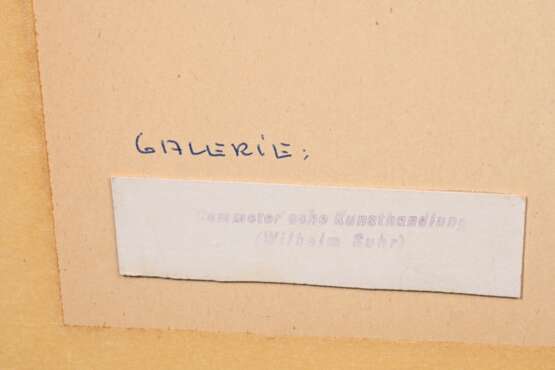 GALERIE:
Commeter'sche Kunsthandlung
(Wilhelm Suhr)